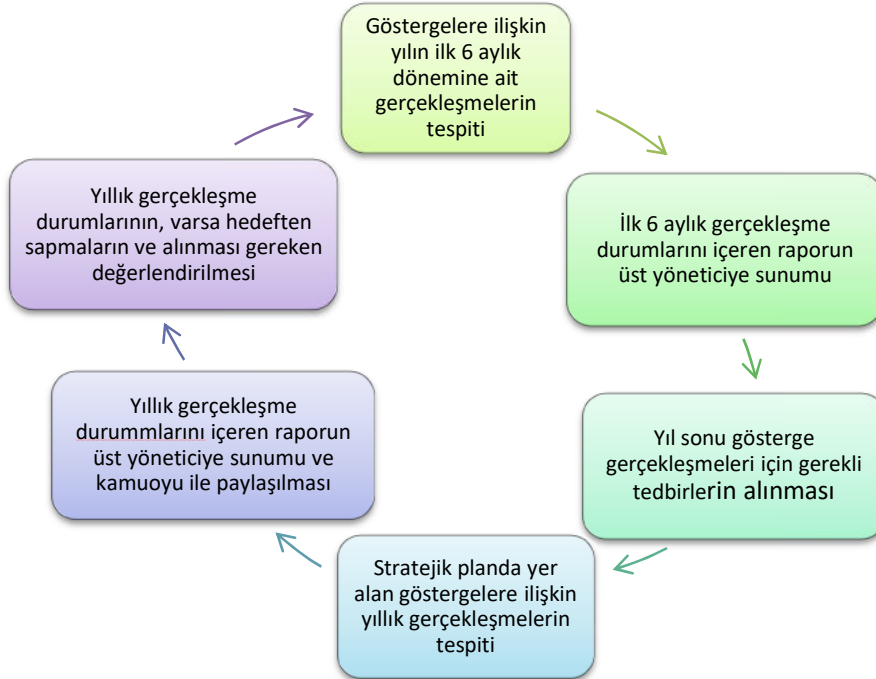 Göstergelere ilişkin
yılın ilk 6 aylık
dönemine ait
gerçekleşmelerin
tespiti
İlk 6 aylık gerçekleşme
durumlarını içeren raporun
üst yöneticiye sunumu
Yıl sonu gösterge
gerçekleşmeleri için gerekli
tedbirlerin alınması
Stratejik planda yer
alan göstergelere ilişkin
yıllık gerçekleşmelerin
tespiti
Yıllık gerçekleşme
durummlarını içeren raporun
üst yöneticiye sunumu ve
kamuoyu ile paylaşılması
Yıllık gerçekleşme
durumlarının, varsa hedeften
sapmaların ve alınması gereken
değerlendirilmesi